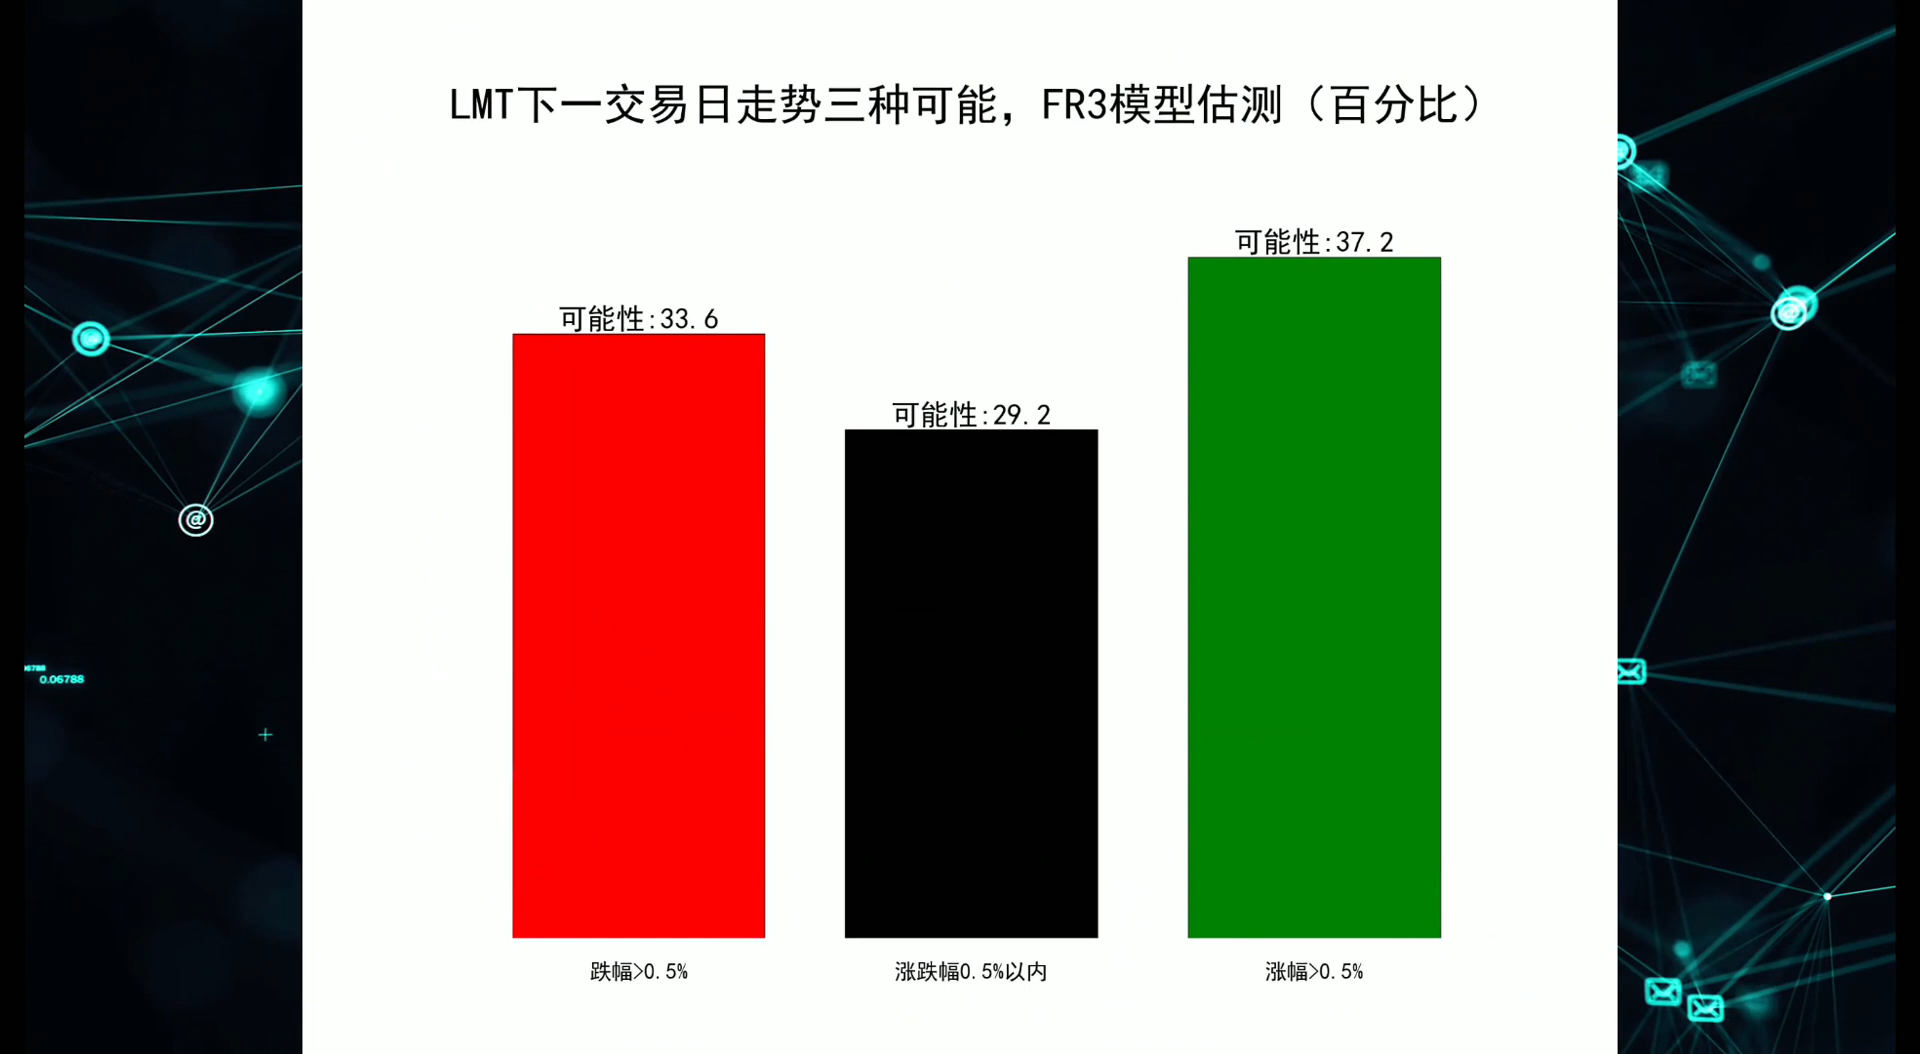 LMT下一交易日走势三种可能，FR3模型估测（百分比）
可能性:37.2
可能性:33.6
可能性:29.2
0.06788
跌幅>0.5%
涨跌幅0.5%以内
涨幅>0.5%